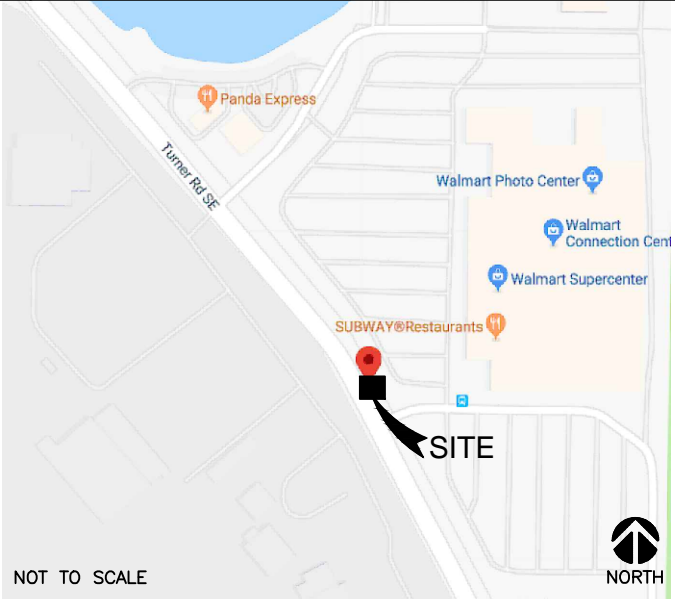 Panda Express
Turner Rd SE
Walmart Photo Center
Walmart
Connection Cent
Walmart Supercenter
SUBWAY®Restaurants
SITE
NOT TO SCALE
NORTH